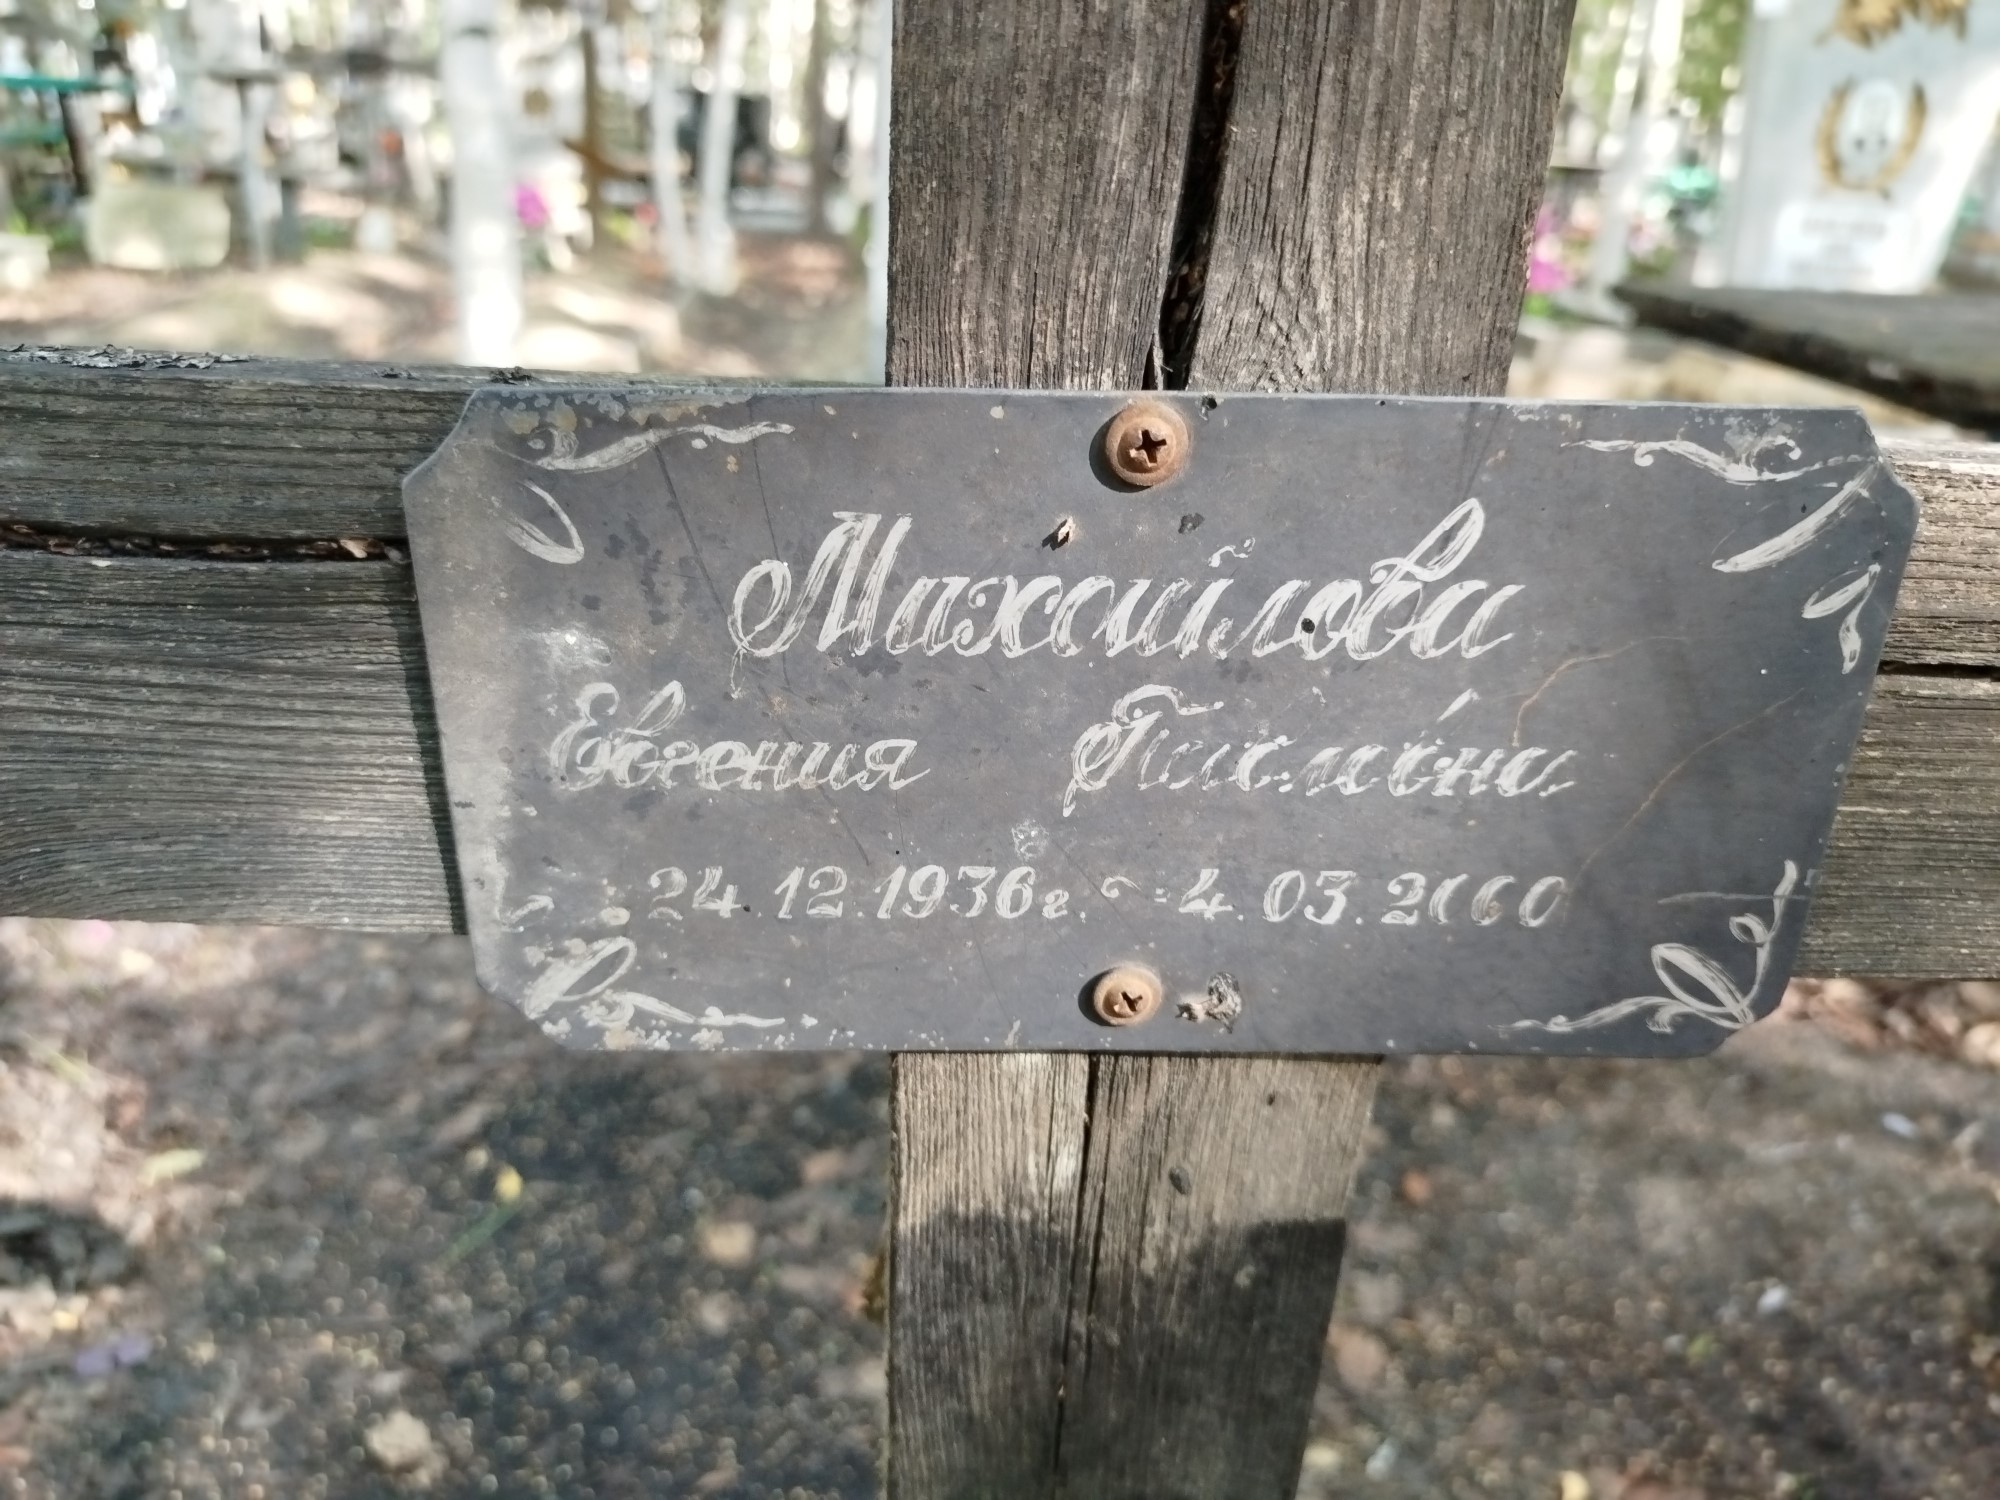 Михайлова
Евгения Павловна
24.12.1936г. - 4.03.2000